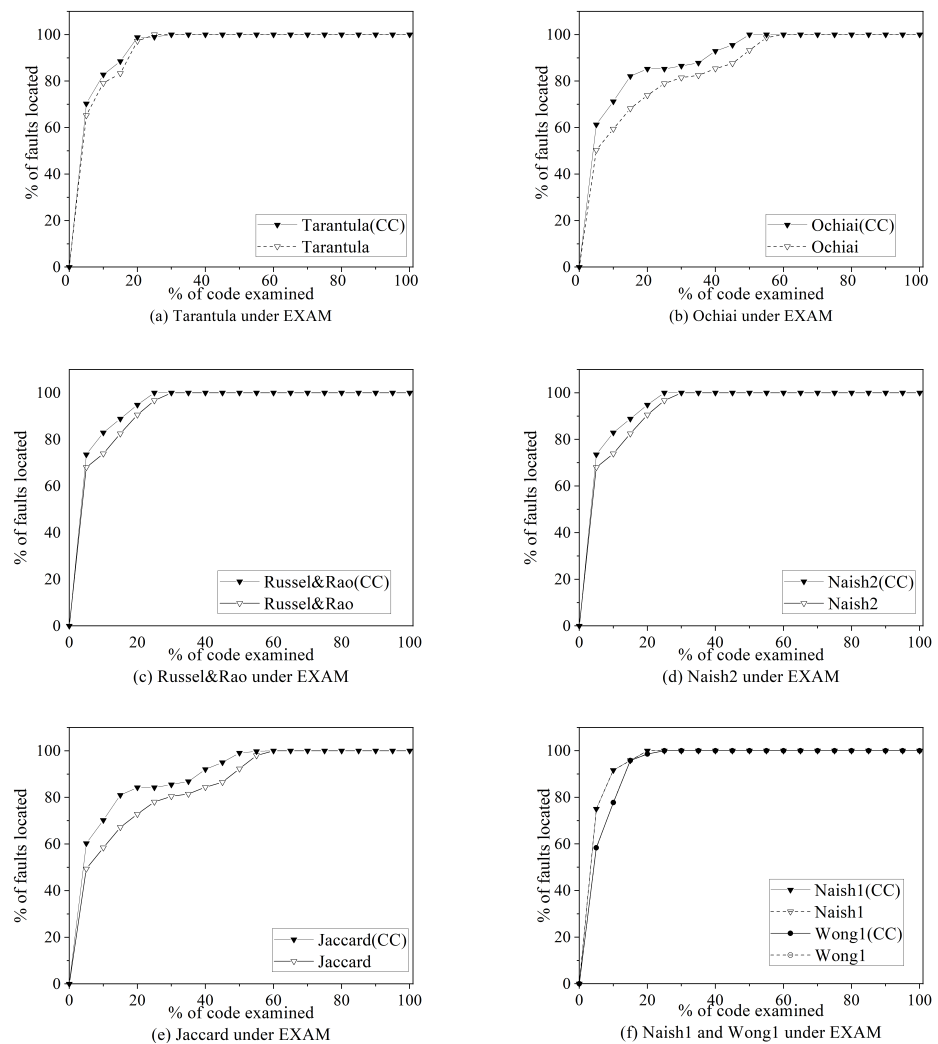 100
80
60
40
20
0
% of faults located
Tarantula(CC)
Tarantula
0 20 40 60 80 100
% of code examined
(a) Tarantula under EXAM
100
80
60
40
20
0
% of faults located
Ochiai(CC)
Ochiai
0 20 40 60 80 100
% of code examined
(b) Ochiai under EXAM
100
80
60
40
20
0
% of faults located
Russel&Rao(CC)
Russel&Rao
0 20 40 60 80 100
% of code examined
(c) Russel&Rao under EXAM
100
80
60
40
20
0
% of faults located
Naish2(CC)
Naish2
0 20 40 60 80 100
% of code examined
(d) Naish2 under EXAM
100
80
60
40
20
0
% of faults located
Jaccard(CC)
Jaccard
0 20 40 60 80 100
% of code examined
(e) Jaccard under EXAM
100
80
60
40
20
0
% of faults located
Naish1(CC)
Naish1
Wong1(CC)
Wong1
0 20 40 60 80 100
% of code examined
(f) Naish1 and Wong1 under EXAM